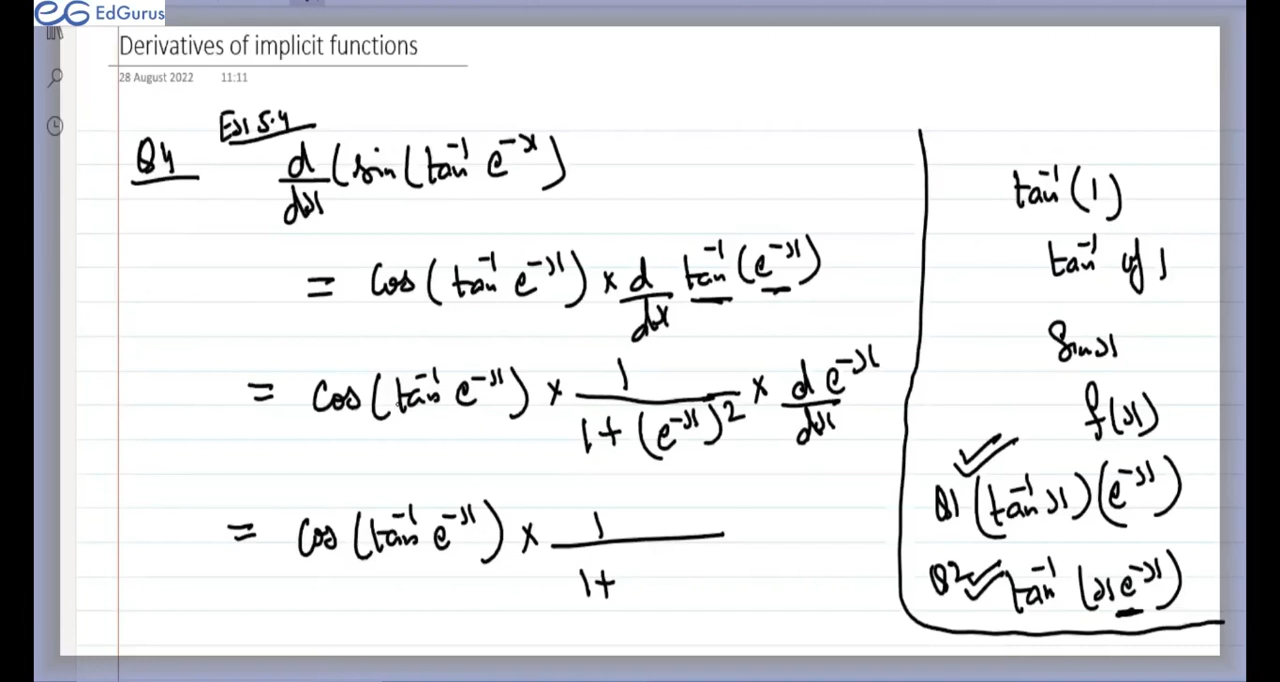 EdGurus
Derivatives of implicit functions
28 August 2022 11:11
Ex 5.4
Q4 d/dx (sin(tan⁻¹ e⁻ˣ)
= cos(tan⁻¹ e⁻ˣ) × d/dx tan⁻¹(e⁻ˣ)
= cos(tan⁻¹ e⁻ˣ) × 1/(1+(e⁻ˣ)²) × d e⁻ˣ/dx
= cos(tan⁻¹ e⁻ˣ) × 1/(1+
tan⁻¹(1)
tan⁻¹ of 1
Sin x
f(x)
Q1 (tan⁻¹ x)(e⁻ˣ)
Q2 tan⁻¹(x e⁻ˣ)